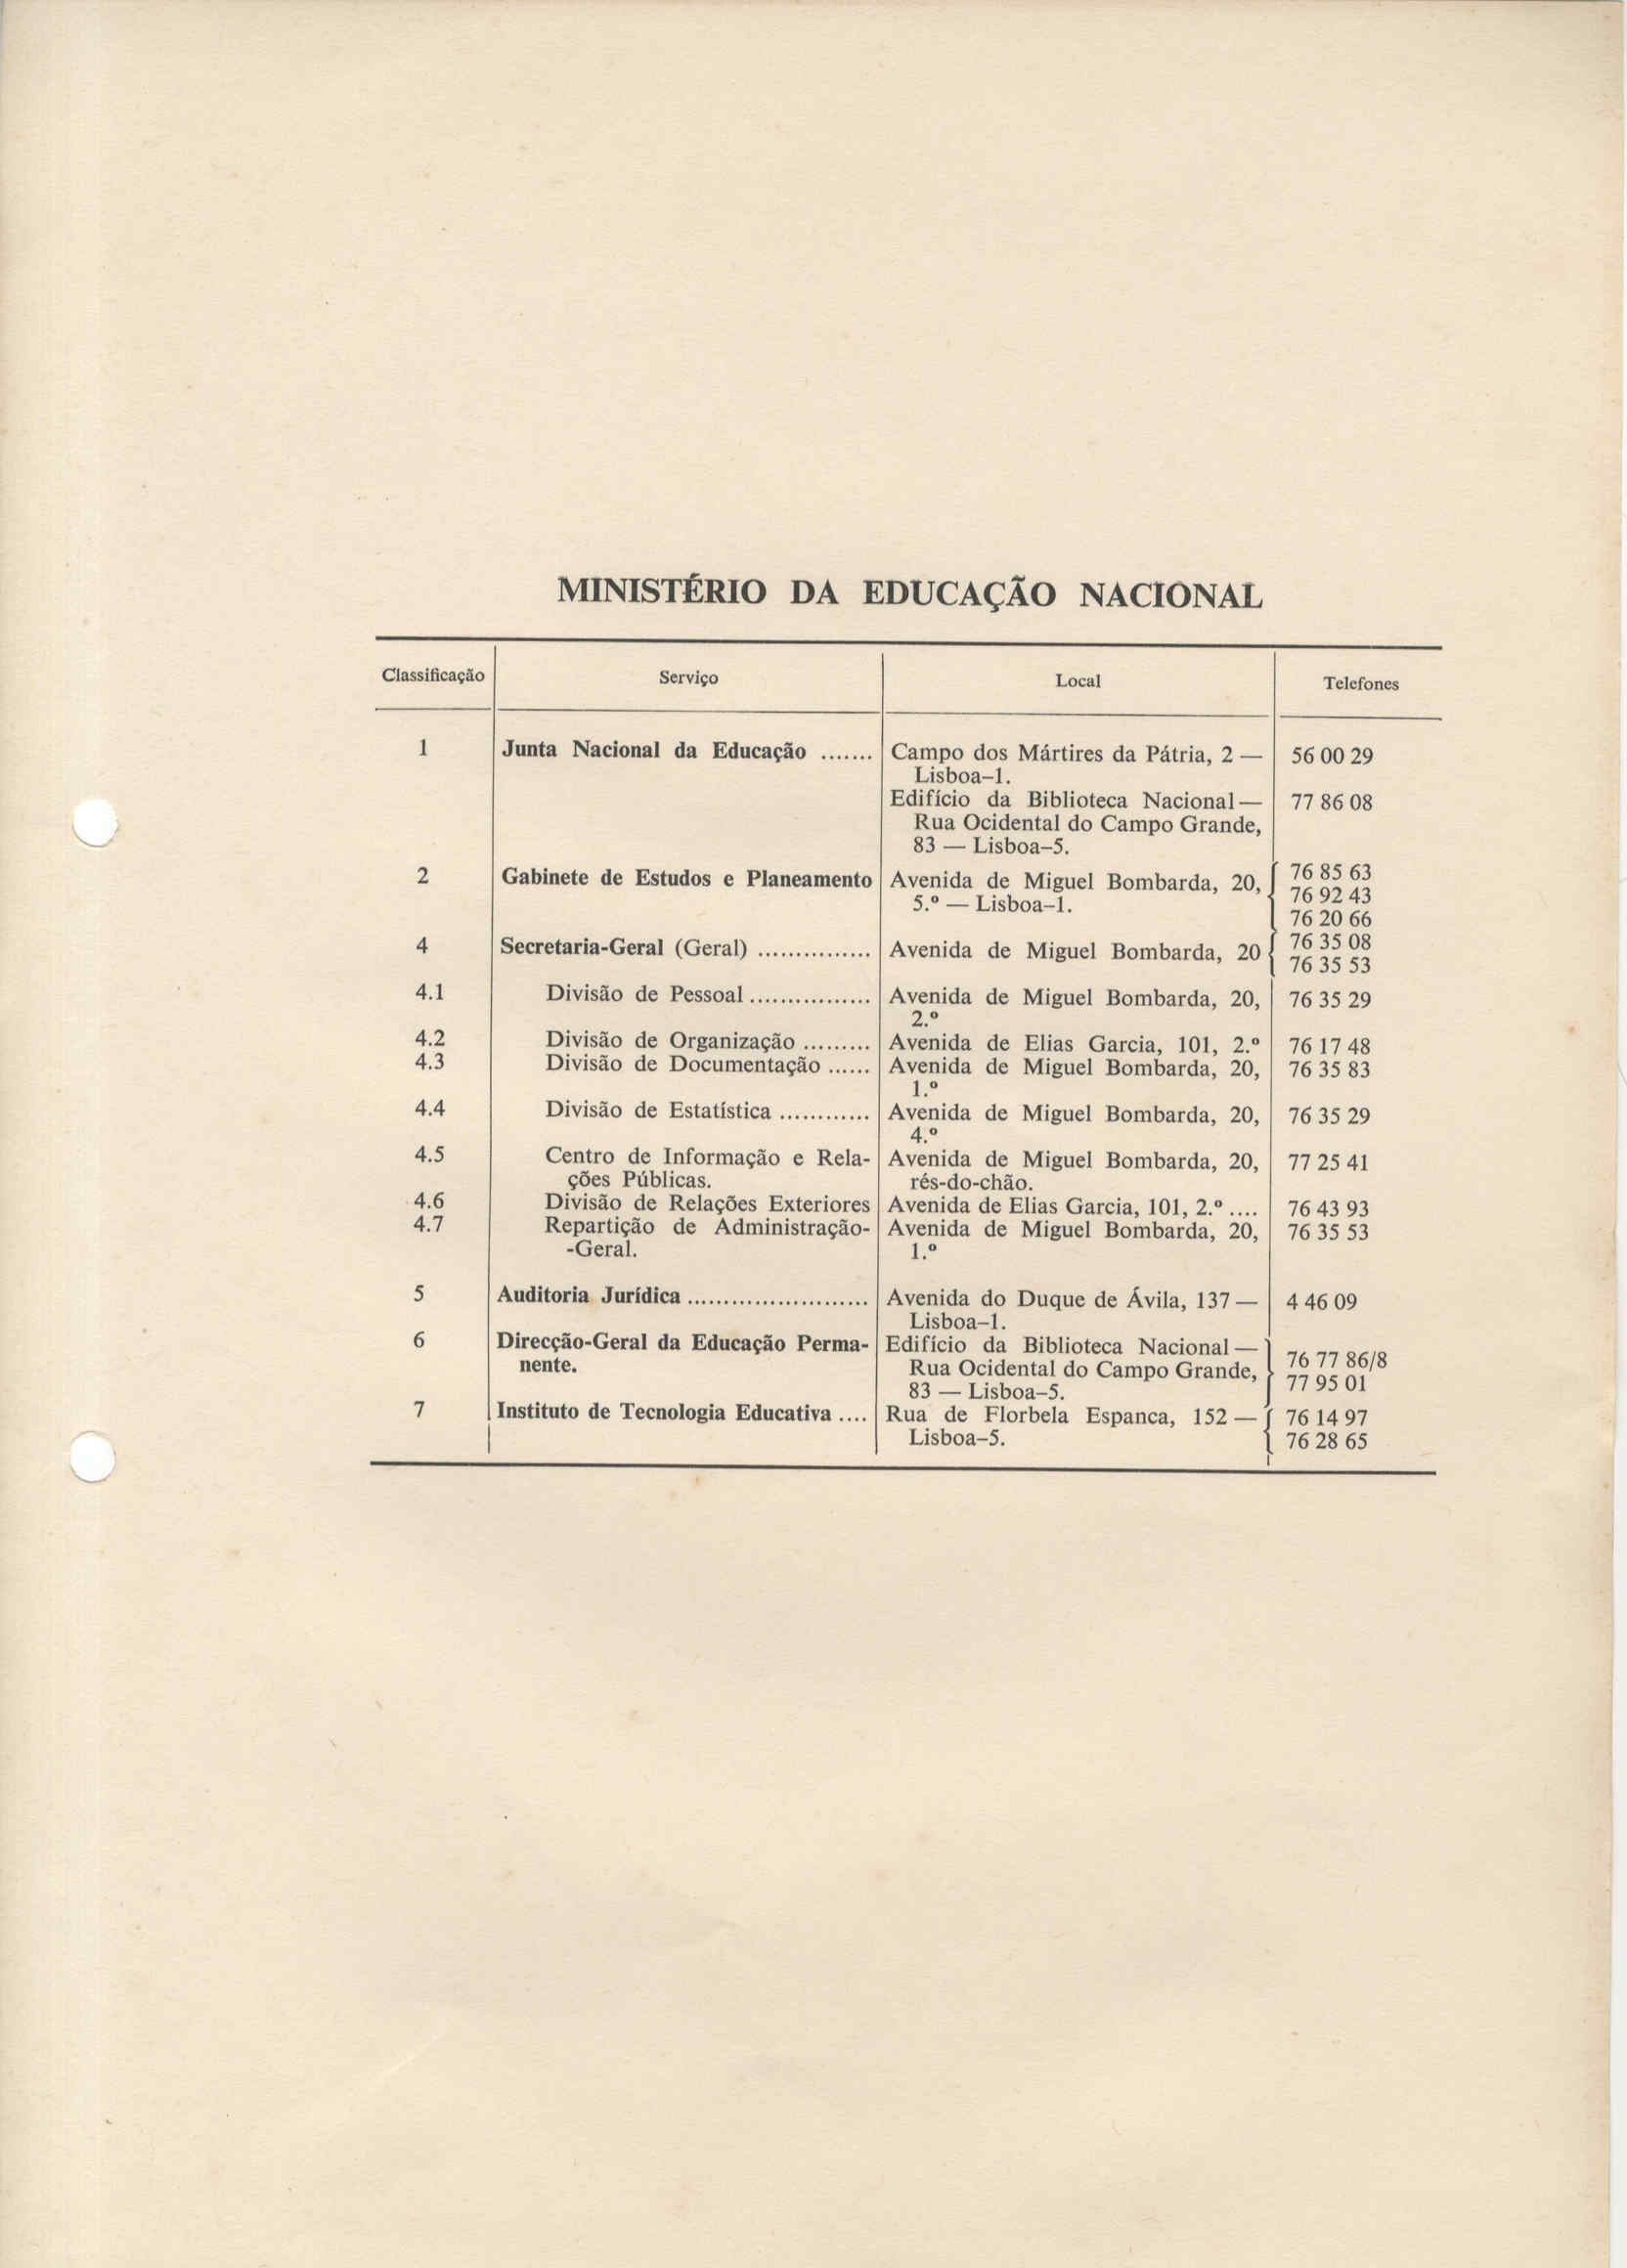 MINISTÉRIO DA EDUCAÇÃO NACIONAL
Classificação Serviço Local Telefones
1 Junta Nacional da Educação ....... Campo dos Mártires da Pátria, 2 — 56 00 29
Lisboa–1.
Edifício da Biblioteca Nacional — 77 86 08
Rua Ocidental do Campo Grande,
83 — Lisboa–5.
2 Gabinete de Estudos e Planeamento Avenida de Miguel Bombarda, 20, 76 85 63
5.º — Lisboa–1. 76 92 43
76 20 66
4 Secretaria-Geral (Geral) ............... Avenida de Miguel Bombarda, 20 76 35 08
76 35 53
4.1 Divisão de Pessoal ................ Avenida de Miguel Bombarda, 20, 76 35 29
2.º
4.2 Divisão de Organização ......... Avenida de Elias Garcia, 101, 2.º 76 17 48
4.3 Divisão de Documentação ...... Avenida de Miguel Bombarda, 20, 76 35 83
1.º
4.4 Divisão de Estatística ............ Avenida de Miguel Bombarda, 20, 76 35 29
4.º
4.5 Centro de Informação e Rela- Avenida de Miguel Bombarda, 20, 77 25 41
ções Públicas. rés-do-chão.
4.6 Divisão de Relações Exteriores Avenida de Elias Garcia, 101, 2.º .... 76 43 93
4.7 Repartição de Administração- Avenida de Miguel Bombarda, 20, 76 35 53
-Geral. 1.º
5 Auditoria Jurídica ........................ Avenida do Duque de Ávila, 137 — 4 46 09
Lisboa–1.
6 Direcção-Geral da Educação Perma- Edifício da Biblioteca Nacional —
nente. Rua Ocidental do Campo Grande, 76 77 86/8
83 — Lisboa–5. 77 95 01
7 Instituto de Tecnologia Educativa .... Rua de Florbela Espanca, 152 — 76 14 97
Lisboa–5. 76 28 65